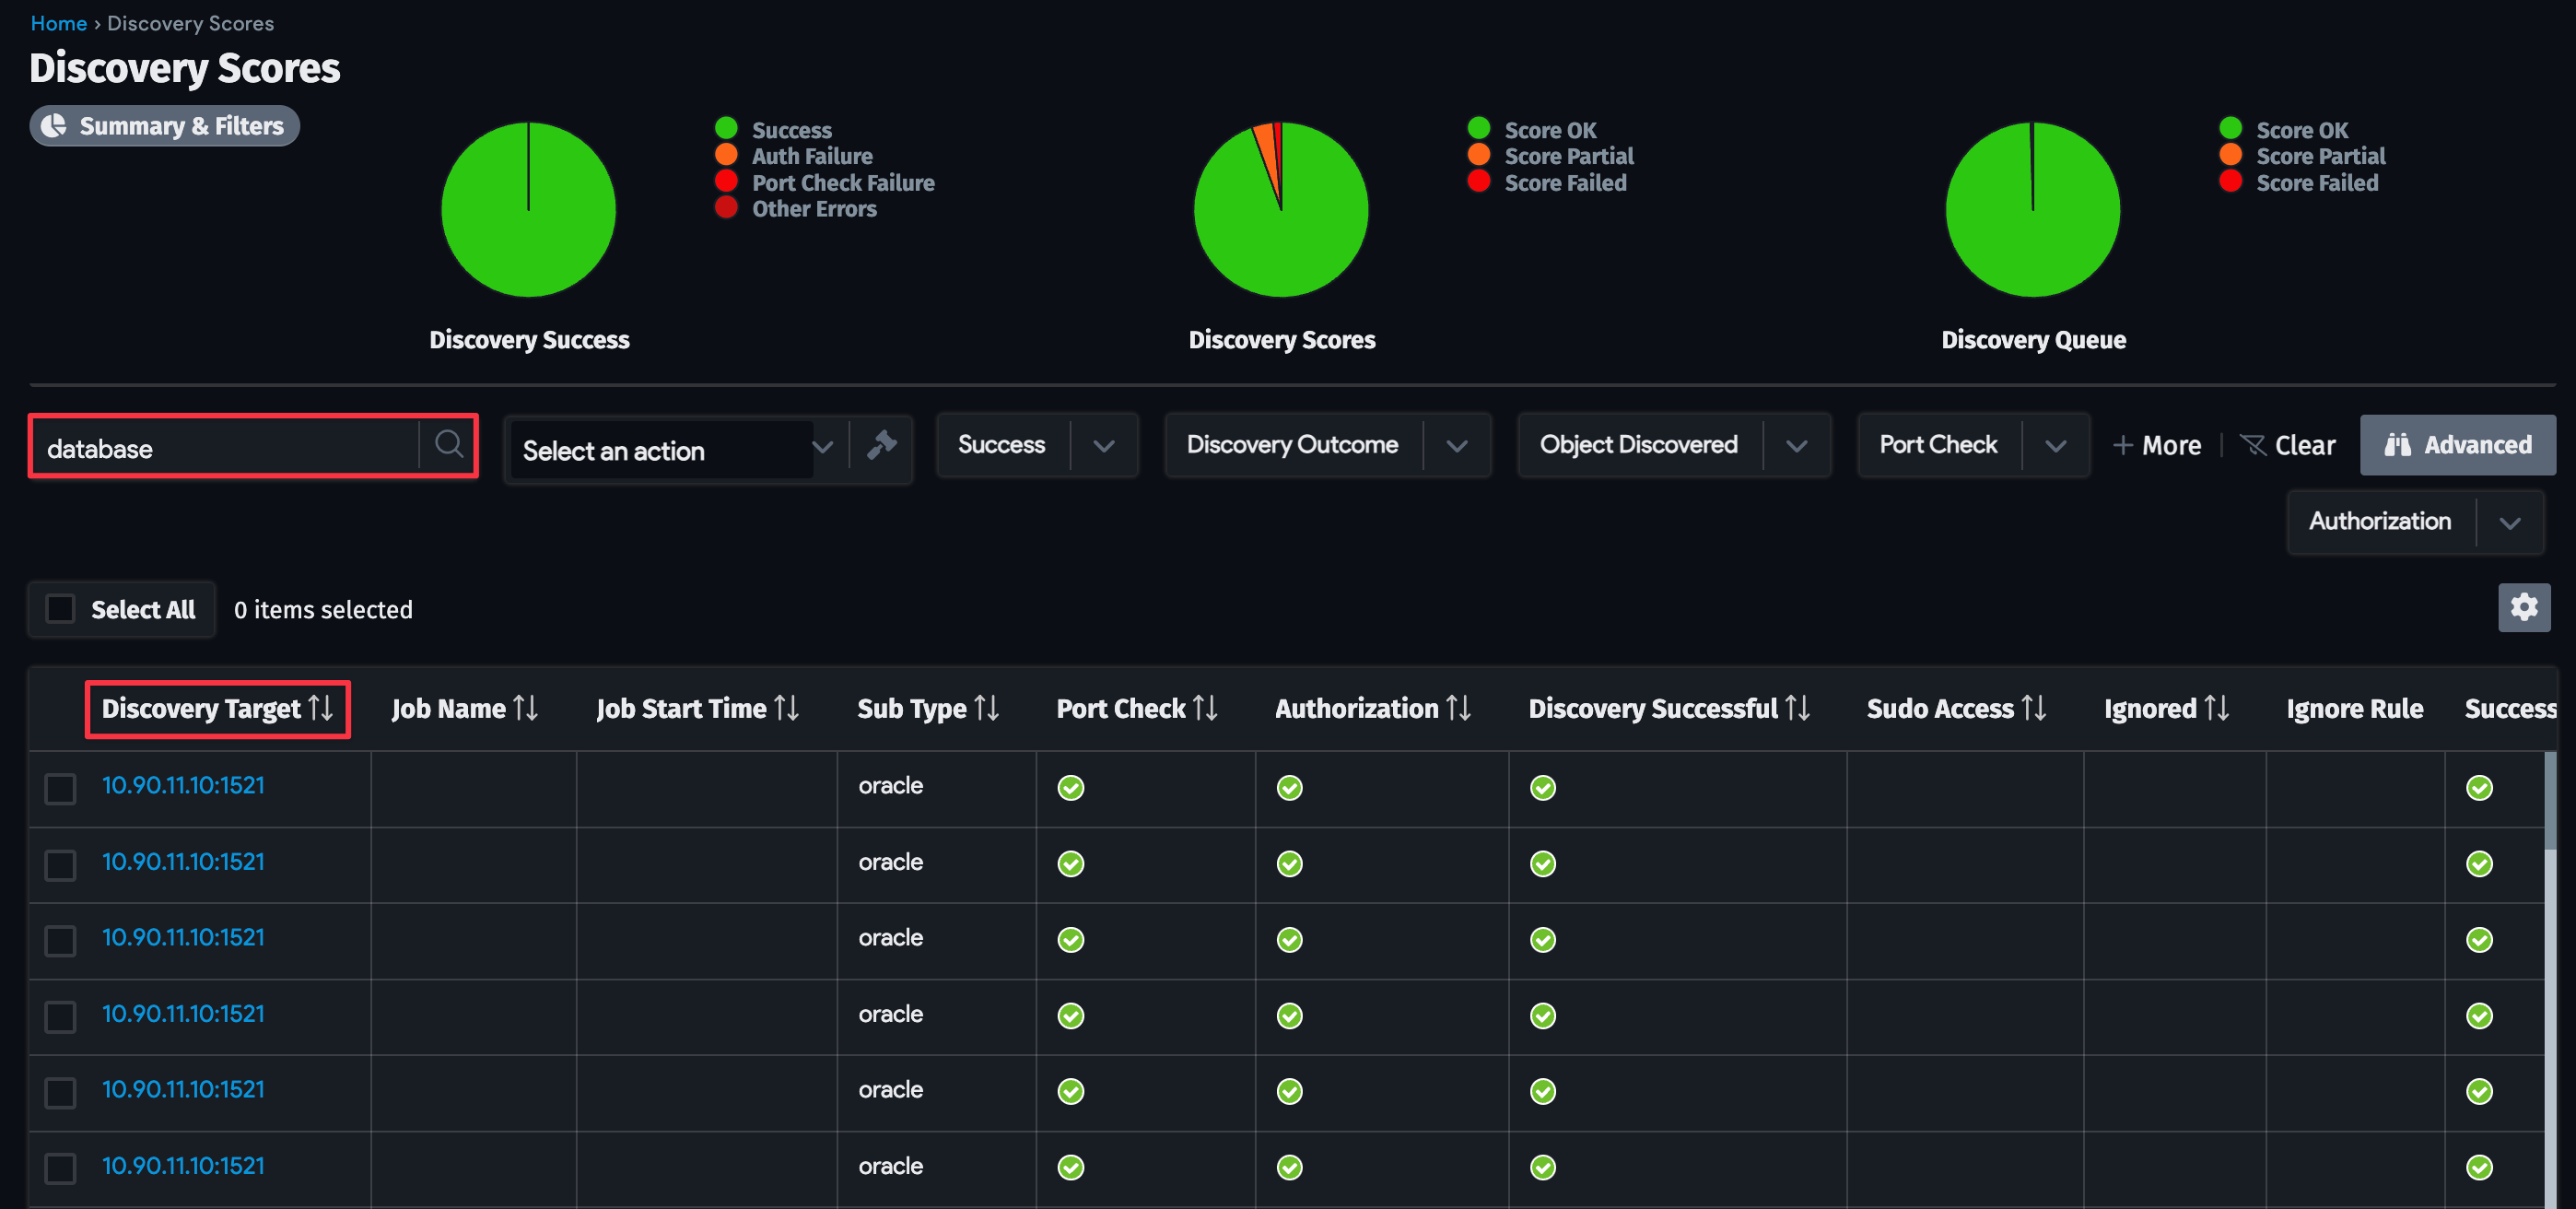 Home › Discovery Scores
Discovery Scores
Summary & Filters
Success
Auth Failure
Port Check Failure
Other Errors
Discovery Success
Score OK
Score Partial
Score Failed
Discovery Scores
Score OK
Score Partial
Score Failed
Discovery Queue
database
Select an action
Success
Discovery Outcome
Object Discovered
Port Check
+ More
Clear
Advanced
Authorization
Select All
0 items selected
Discovery Target Job Name Job Start Time Sub Type Port Check Authorization Discovery Successful Sudo Access Ignored Ignore Rule Success
10.90.11.10:1521 oracle
10.90.11.10:1521 oracle
10.90.11.10:1521 oracle
10.90.11.10:1521 oracle
10.90.11.10:1521 oracle
10.90.11.10:1521 oracle